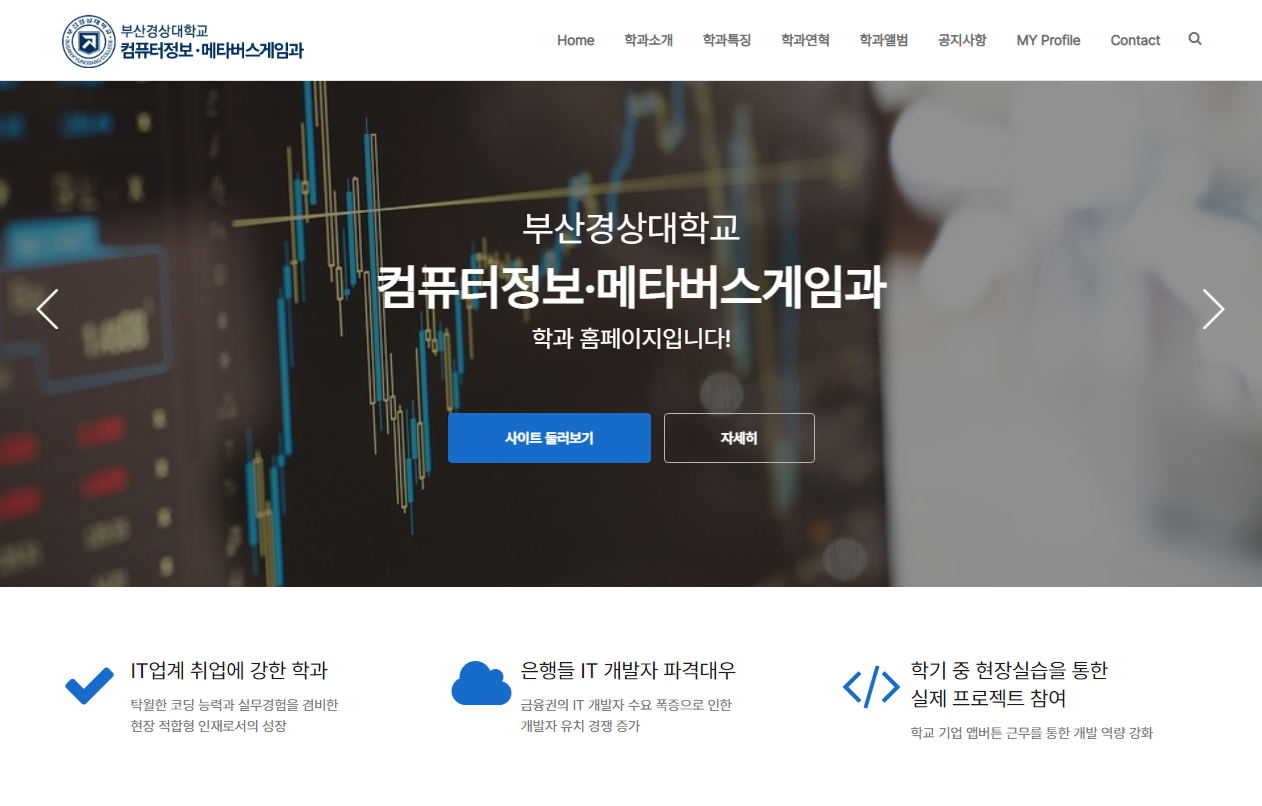 부산경상대학교
컴퓨터정보·메타버스게임과
Home 학과소개 학과특징 학과연혁 학과앨범 공지사항 MY Profile Contact
부산경상대학교
컴퓨터정보·메타버스게임과
학과 홈페이지입니다!
사이트 둘러보기 자세히
IT업계 취업에 강한 학과
탁월한 코딩 능력과 실무경험을 겸비한
현장 적합형 인재로서의 성장
은행들 IT 개발자 파격대우
금융권의 IT 개발자 수요 폭증으로 인한
개발자 유치 경쟁 증가
학기 중 현장실습을 통한
실제 프로젝트 참여
학교 기업 앱버튼 근무를 통한 개발 역량 강화